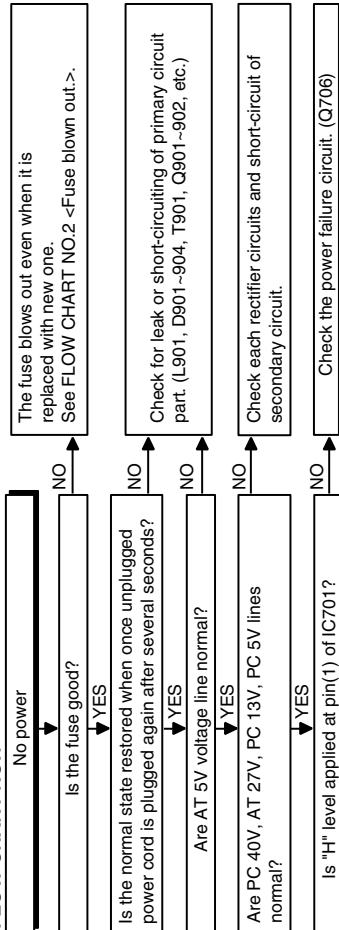 No power
Is the fuse good?
NO
The fuse blows out even when it is
replaced with new one.
See FLOW CHART NO.2 <Fuse blown out.>.
YES
Is the normal state restored when once unplugged
power cord is plugged again after several seconds?
NO
Check for leak or short-circuiting of primary circuit
part. (L901, D901~904, T901, Q901~902, etc.)
YES
Are AT 5V voltage line normal?
NO
YES
Are PC 40V, AT 27V, PC 13V, PC 5V lines
normal?
NO
Check each rectifier circuits and short-circuit of
secondary circuit.
YES
Is "H" level applied at pin(1) of IC701?
NO
Check the power failure circuit. (Q706)